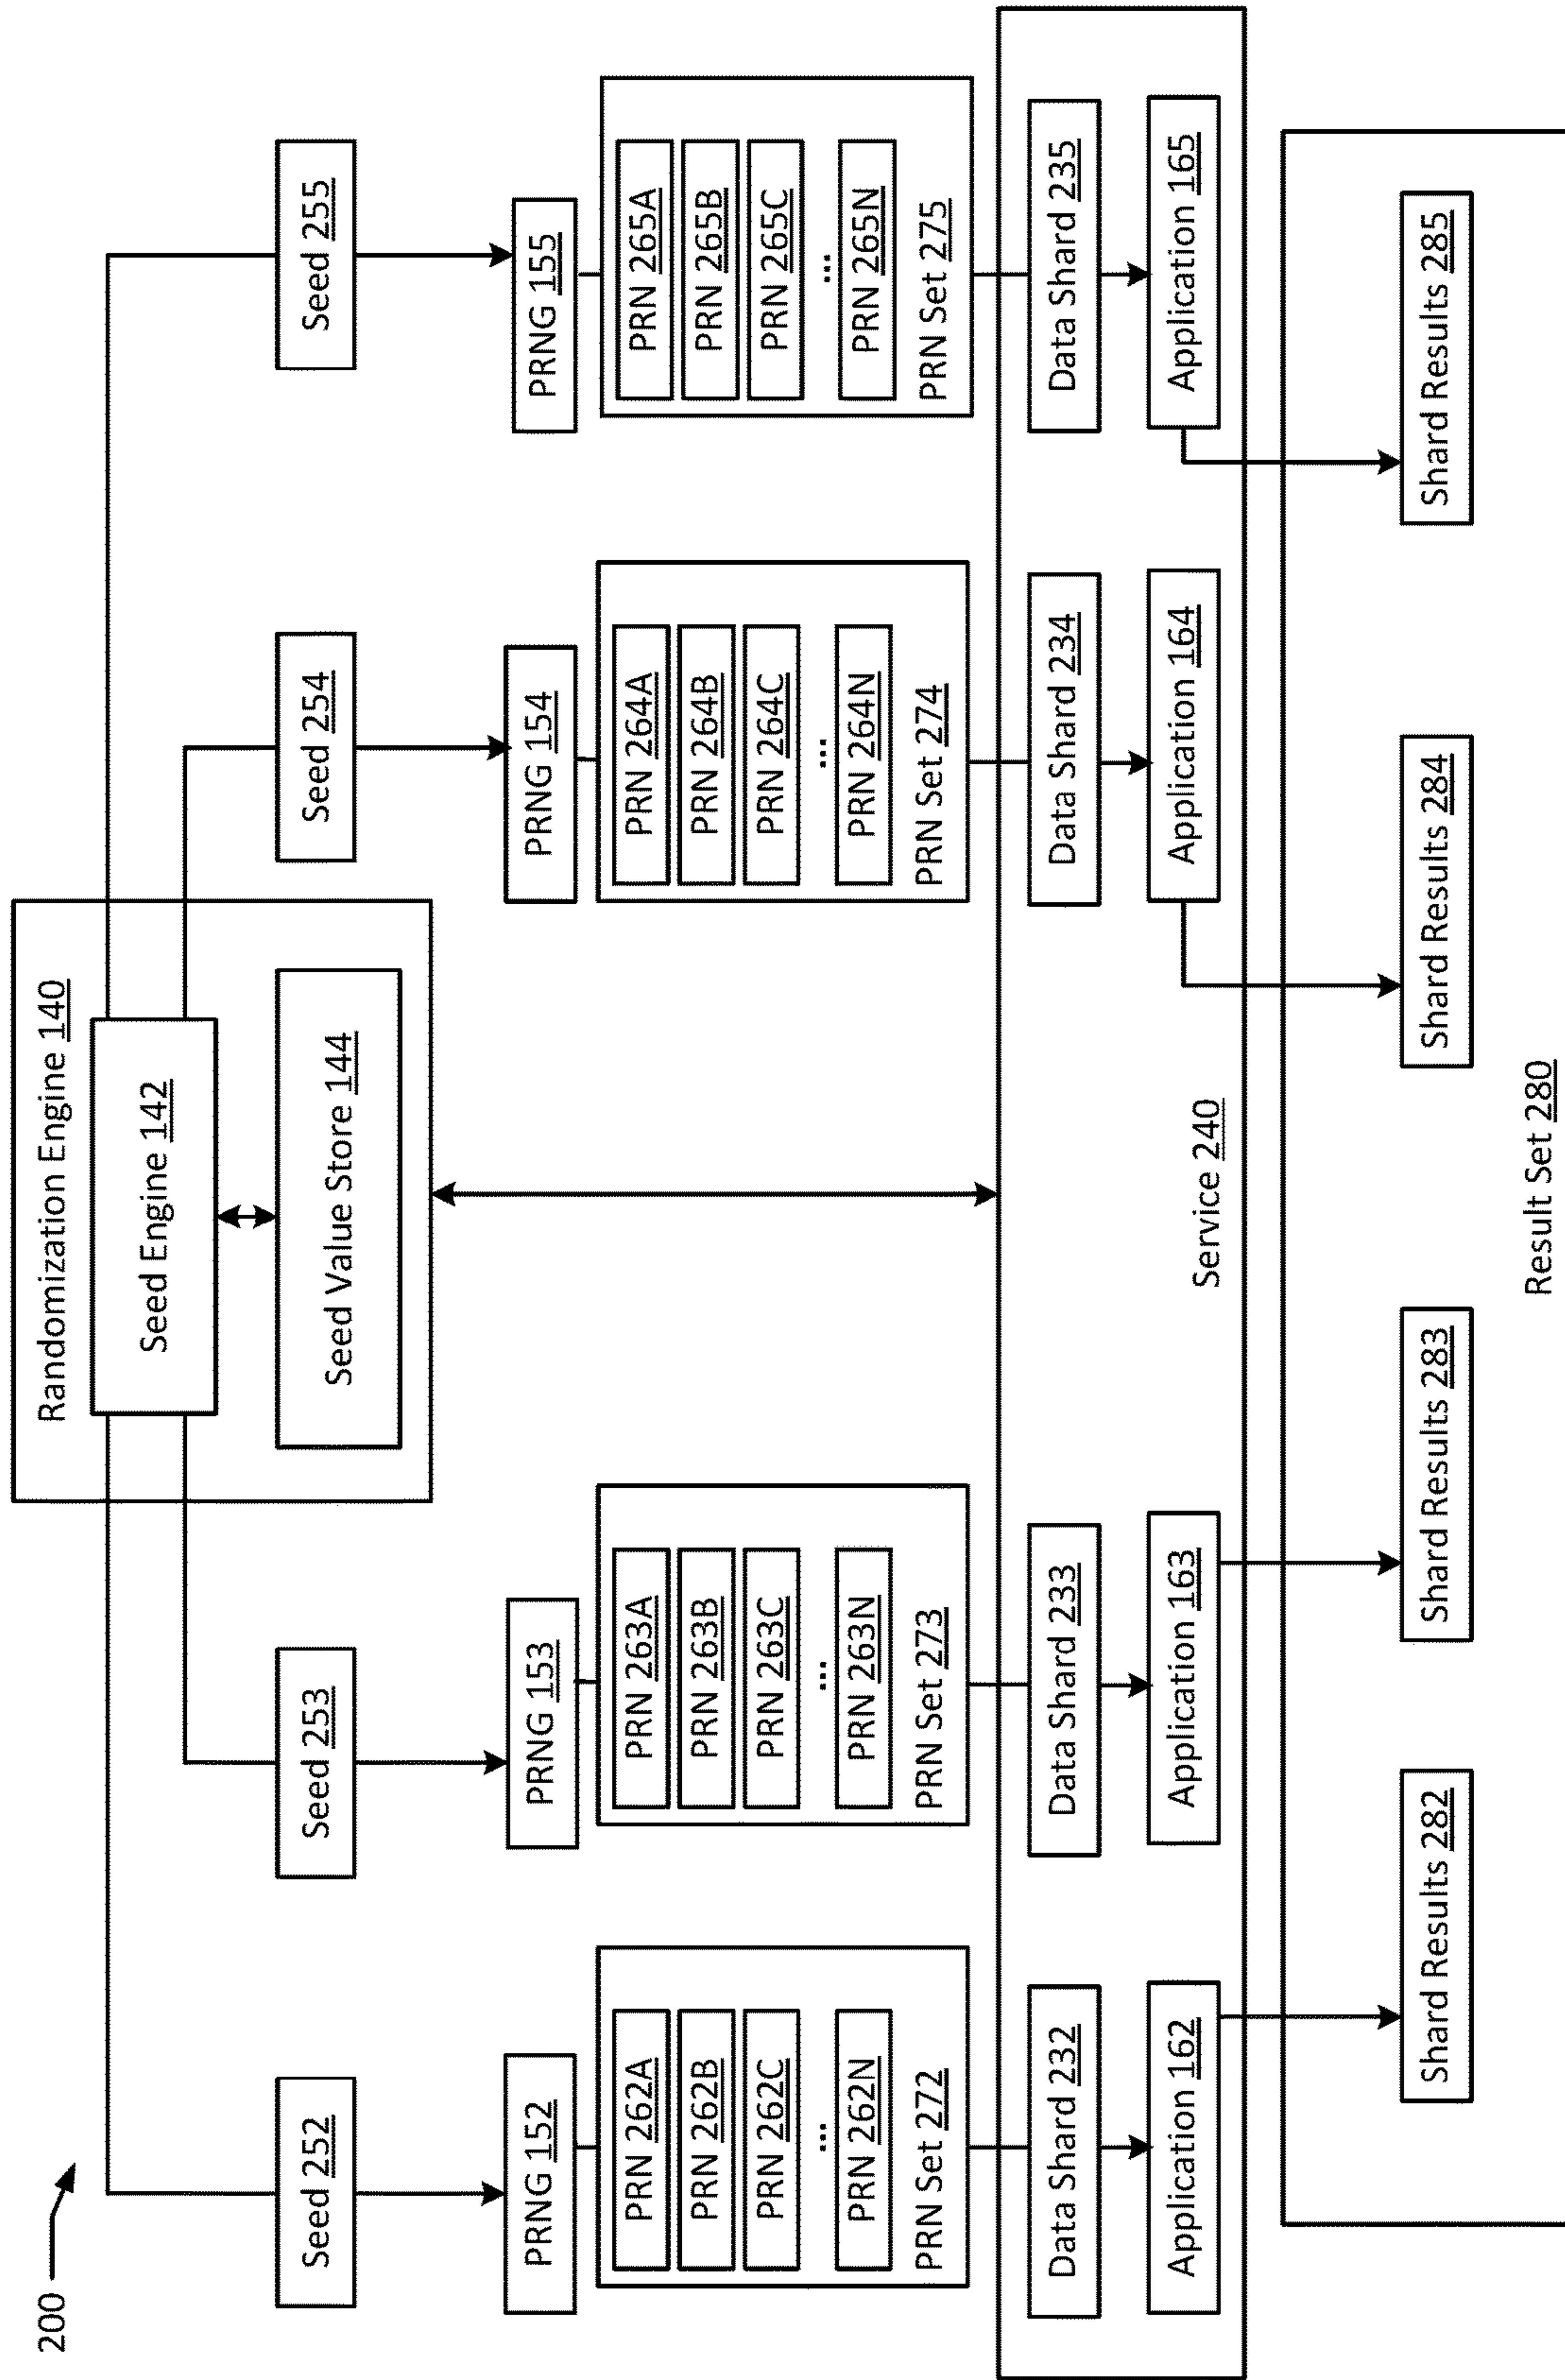 200
Randomization Engine 140
Seed Engine 142
Seed Value Store 144
Seed 252
Seed 253
Seed 254
Seed 255
PRNG 152
PRNG 153
PRNG 154
PRNG 155
PRN 262A
PRN 262B
PRN 262C
...
PRN 262N
PRN Set 272
PRN 263A
PRN 263B
PRN 263C
...
PRN 263N
PRN Set 273
PRN 264A
PRN 264B
PRN 264C
...
PRN 264N
PRN Set 274
PRN 265A
PRN 265B
PRN 265C
...
PRN 265N
PRN Set 275
Data Shard 232
Data Shard 233
Data Shard 234
Data Shard 235
Application 162
Application 163
Service 240
Application 164
Application 165
Shard Results 282
Shard Results 283
Shard Results 284
Shard Results 285
Result Set 280